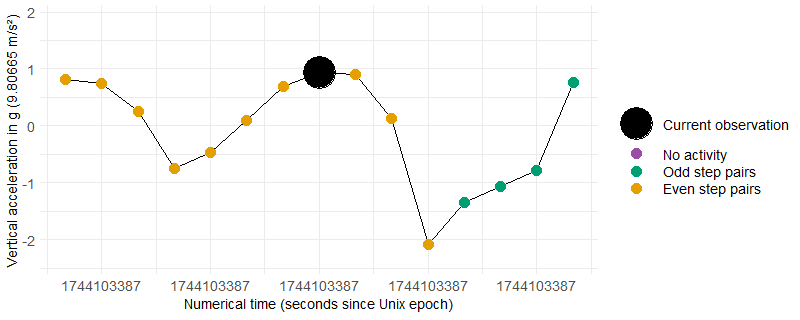 Vertical acceleration in g (9.80665 m/s²)
2
1
0
-1
-2
1744103387 1744103387 1744103387 1744103387 1744103387
Numerical time (seconds since Unix epoch)
Current observation
No activity
Odd step pairs
Even step pairs